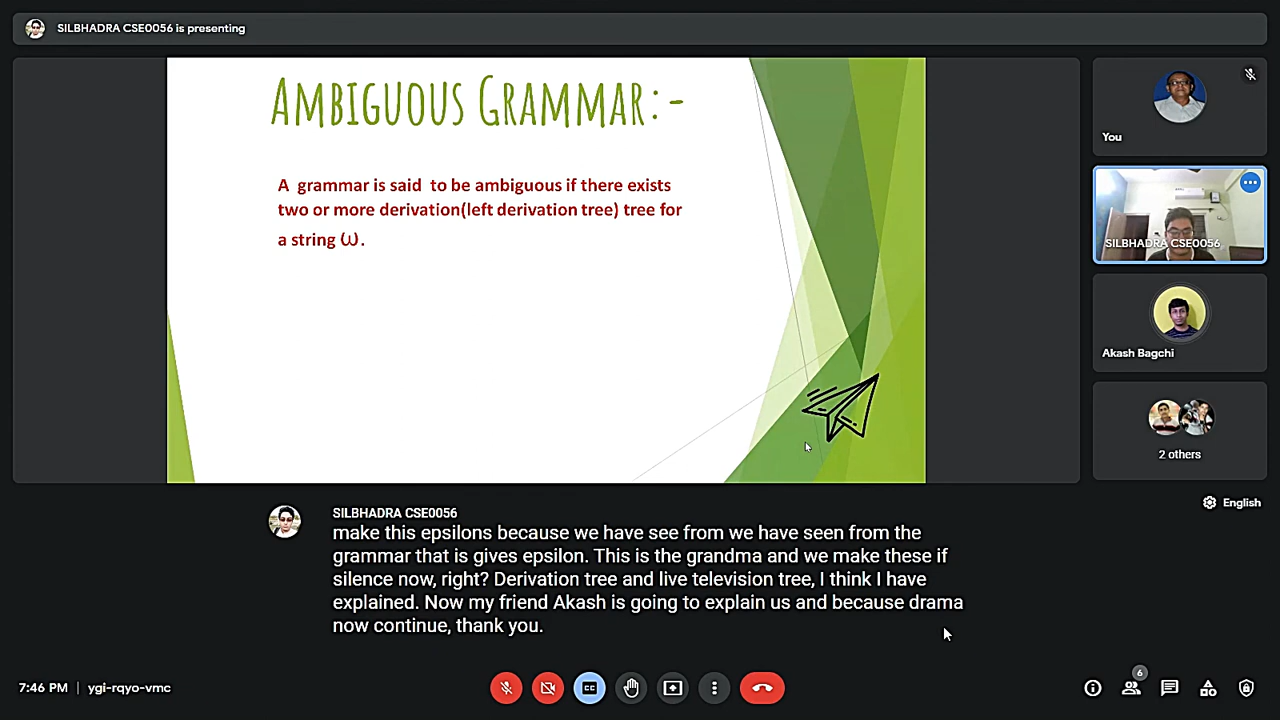 SILBHADRA CSE0056 is presenting
AMBIGUOUS GRAMMAR:-
A grammar is said to be ambiguous if there exists
two or more derivation(left derivation tree) tree for
a string ω.
You
SILBHADRA CSE0056
Akash Bagchi
2 others
English
SILBHADRA CSE0056
make this epsilons because we have see from we have seen from the
grammar that is gives epsilon. This is the grandma and we make these if
silence now, right? Derivation tree and live television tree, I think I have
explained. Now my friend Akash is going to explain us and because drama
now continue, thank you.
7:46 PM | ygi-rqyo-vmc
CC
6